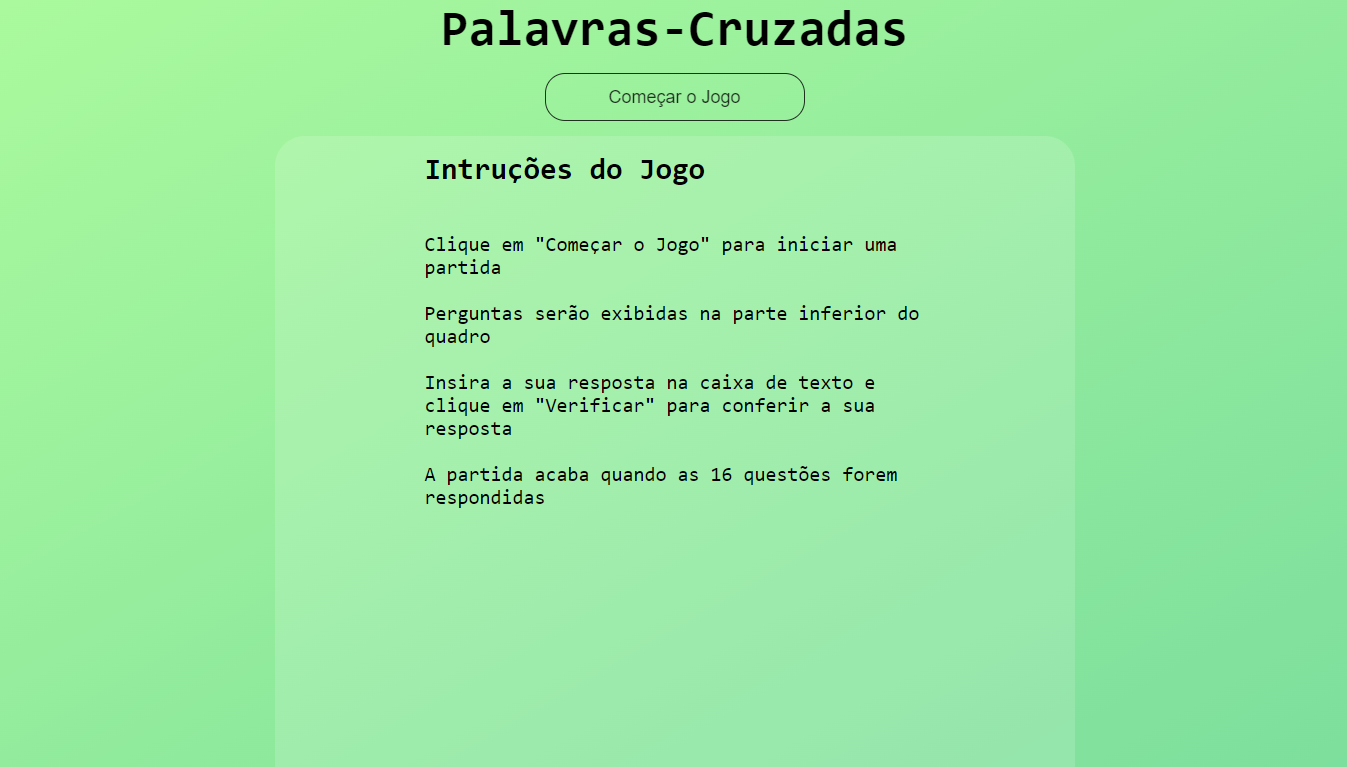 Palavras-Cruzadas
Começar o Jogo
Intruções do Jogo
Clique em "Começar o Jogo" para iniciar uma
partida
Perguntas serão exibidas na parte inferior do
quadro
Insira a sua resposta na caixa de texto e
clique em "Verificar" para conferir a sua
resposta
A partida acaba quando as 16 questões forem
respondidas